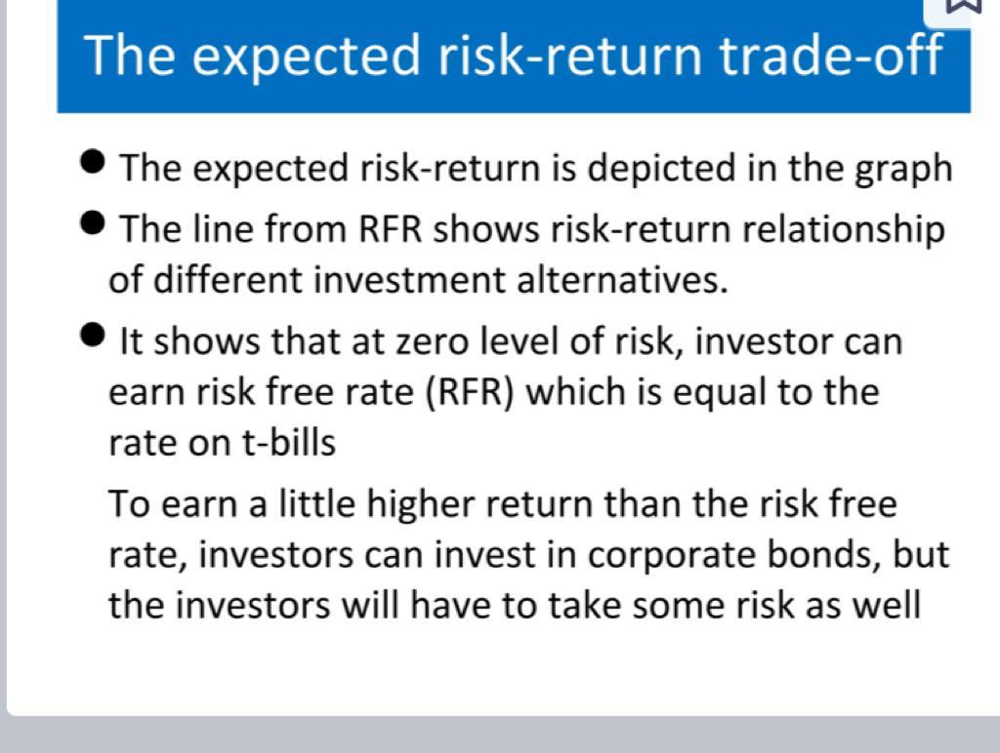 The expected risk-return trade-off
● The expected risk-return is depicted in the graph
● The line from RFR shows risk-return relationship
of different investment alternatives.
● It shows that at zero level of risk, investor can
earn risk free rate (RFR) which is equal to the
rate on t-bills
To earn a little higher return than the risk free
rate, investors can invest in corporate bonds, but
the investors will have to take some risk as well